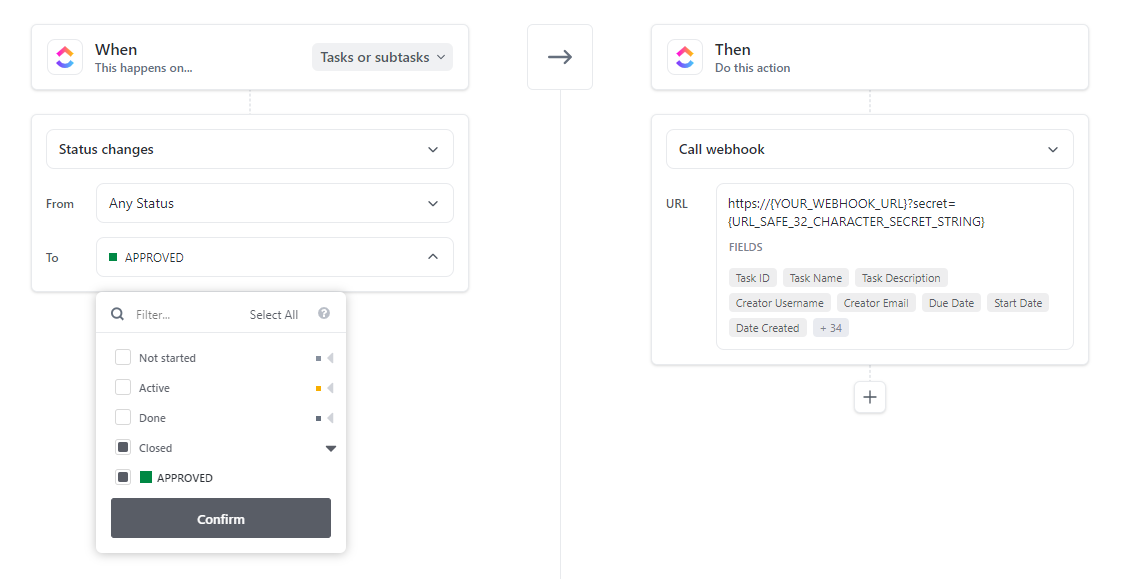 When
This happens on...
Tasks or subtasks
Status changes
From
Any Status
To
APPROVED
Filter...
Select All
?
Not started
Active
Done
Closed
APPROVED
Confirm
Then
Do this action
Call webhook
URL
https://{YOUR_WEBHOOK_URL}?secret=
{URL_SAFE_32_CHARACTER_SECRET_STRING}
FIELDS
Task ID
Task Name
Task Description
Creator Username
Creator Email
Due Date
Start Date
Date Created
+ 34